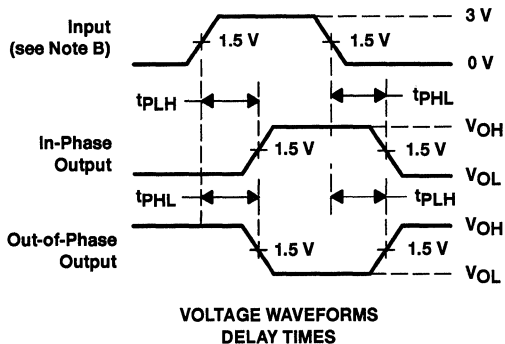 Input
(see Note B)
1.5 V
1.5 V
3 V
0 V
tPLH
tPHL
In-Phase
Output
1.5 V
1.5 V
VOH
VOL
tPHL
tPLH
Out-of-Phase
Output
1.5 V
1.5 V
VOH
VOL
VOLTAGE WAVEFORMS
DELAY TIMES